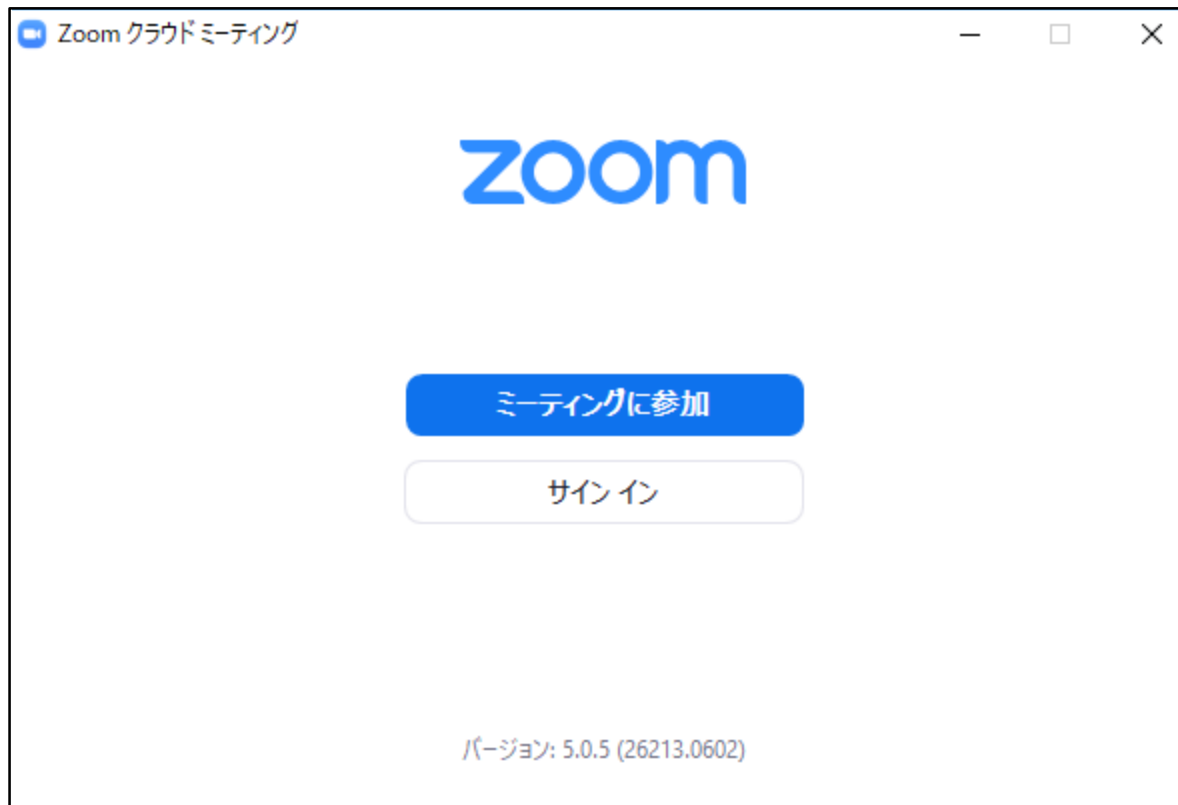 Zoom クラウド ミーティング
zoom
ミーティングに参加
サイン イン
バージョン: 5.0.5 (26213.0602)